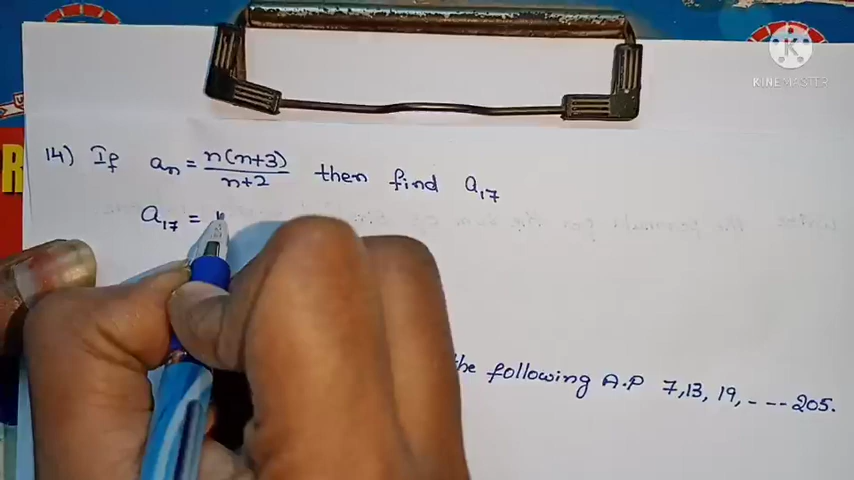 K
KINEMASTER
14) If aₙ = n(n+3)/n+2 then find a₁₇
a₁₇ =
the following A.P 7,13, 19, - --- 205.